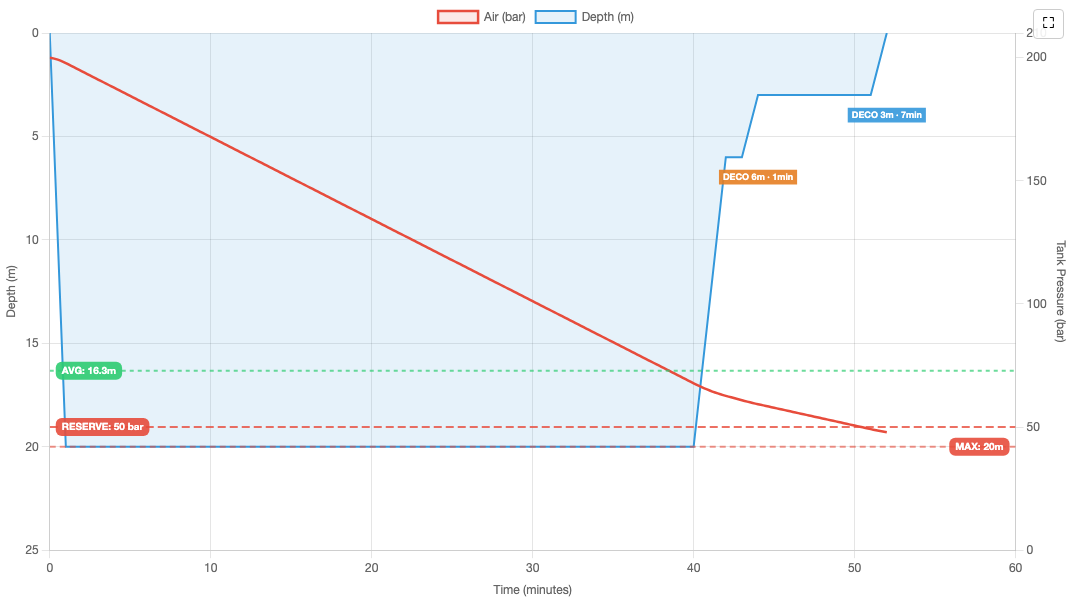 Air (bar) Depth (m)
0
5
10
15
20
25
Depth (m)
200
150
100
50
0
Tank Pressure (bar)
DECO 3m · 7min
DECO 6m · 1min
AVG: 16.3m
RESERVE: 50 bar
MAX: 20m
0 10 20 30 40 50 60
Time (minutes)